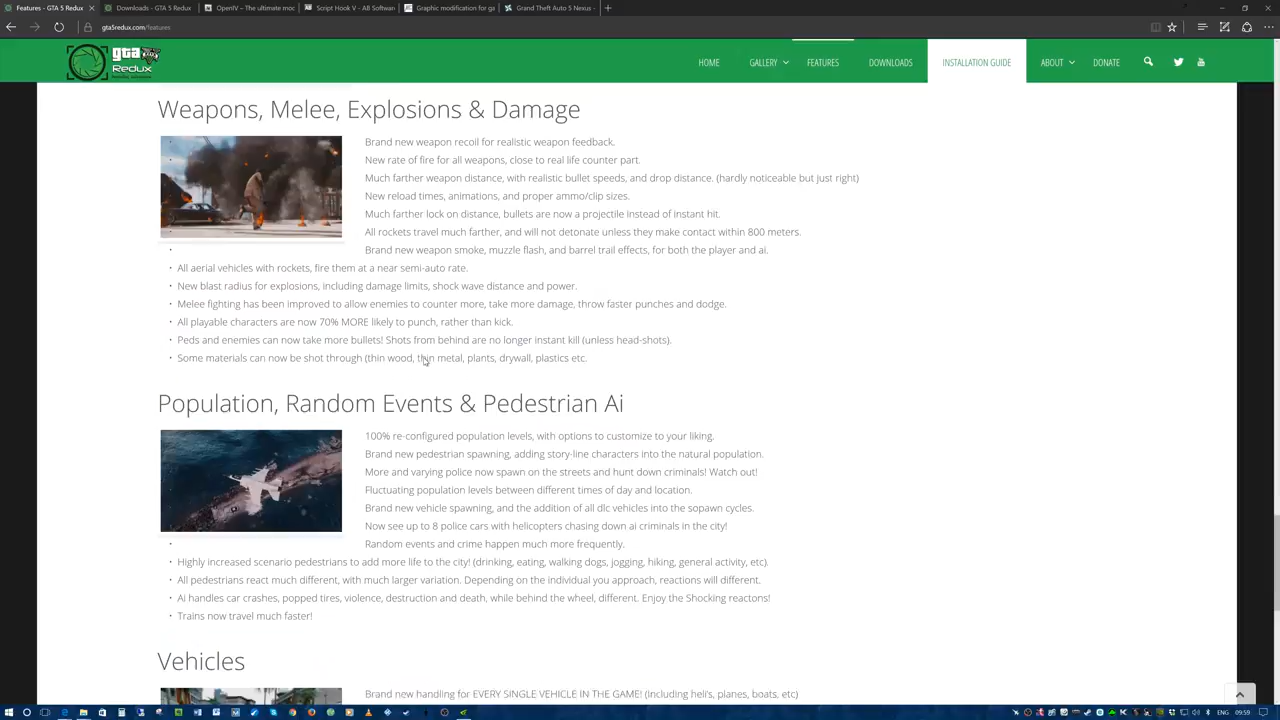 Features - GTA 5 Redux
Downloads - GTA 5 Redux
OpenIV - The ultimate moc
Script Hook V - AB Softwar
Graphic modification for ga
Grand Theft Auto 5 Nexus -
gta5redux.com/features
gta
Redux
HOME
GALLERY
FEATURES
DOWNLOADS
INSTALLATION GUIDE
ABOUT
DONATE
Weapons, Melee, Explosions & Damage
Brand new weapon recoil for realistic weapon feedback.
New rate of fire for all weapons, close to real life counter part.
Much farther weapon distance, with realistic bullet speeds, and drop distance. (hardly noticeable but just right)
New reload times, animations, and proper ammo/clip sizes.
Much farther lock on distance, bullets are now a projectile instead of instant hit.
All rockets travel much farther, and will not detonate unless they make contact within 800 meters.
Brand new weapon smoke, muzzle flash, and barrel trail effects, for both the player and ai.
All aerial vehicles with rockets, fire them at a near semi-auto rate.
New blast radius for explosions, including damage limits, shock wave distance and power.
Melee fighting has been improved to allow enemies to counter more, take more damage, throw faster punches and dodge.
All playable characters are now 70% MORE likely to punch, rather than kick.
Peds and enemies can now take more bullets! Shots from behind are no longer instant kill (unless head-shots).
Some materials can now be shot through (thin wood, thin metal, plants, drywall, plastics etc.
Population, Random Events & Pedestrian Ai
100% re-configured population levels, with options to customize to your liking.
Brand new pedestrian spawning, adding story-line characters into the natural population.
More and varying police now spawn on the streets and hunt down criminals! Watch out!
Fluctuating population levels between different times of day and location.
Brand new vehicle spawning, and the addition of all dlc vehicles into the sopawn cycles.
Now see up to 8 police cars with helicopters chasing down ai criminals in the city!
Random events and crime happen much more frequently.
Highly increased scenario pedestrians to add more life to the city! (drinking, eating, walking dogs, jogging, hiking, general activity, etc).
All pedestrians react much different, with much larger variation. Depending on the individual you approach, reactions will different.
Ai handles car crashes, popped tires, violence, destruction and death, while behind the wheel, different. Enjoy the Shocking reactons!
Trains now travel much faster!
Vehicles
Brand new handling for EVERY SINGLE VEHICLE IN THE GAME! (including heli's, planes, boats, etc)
ENG
09:59